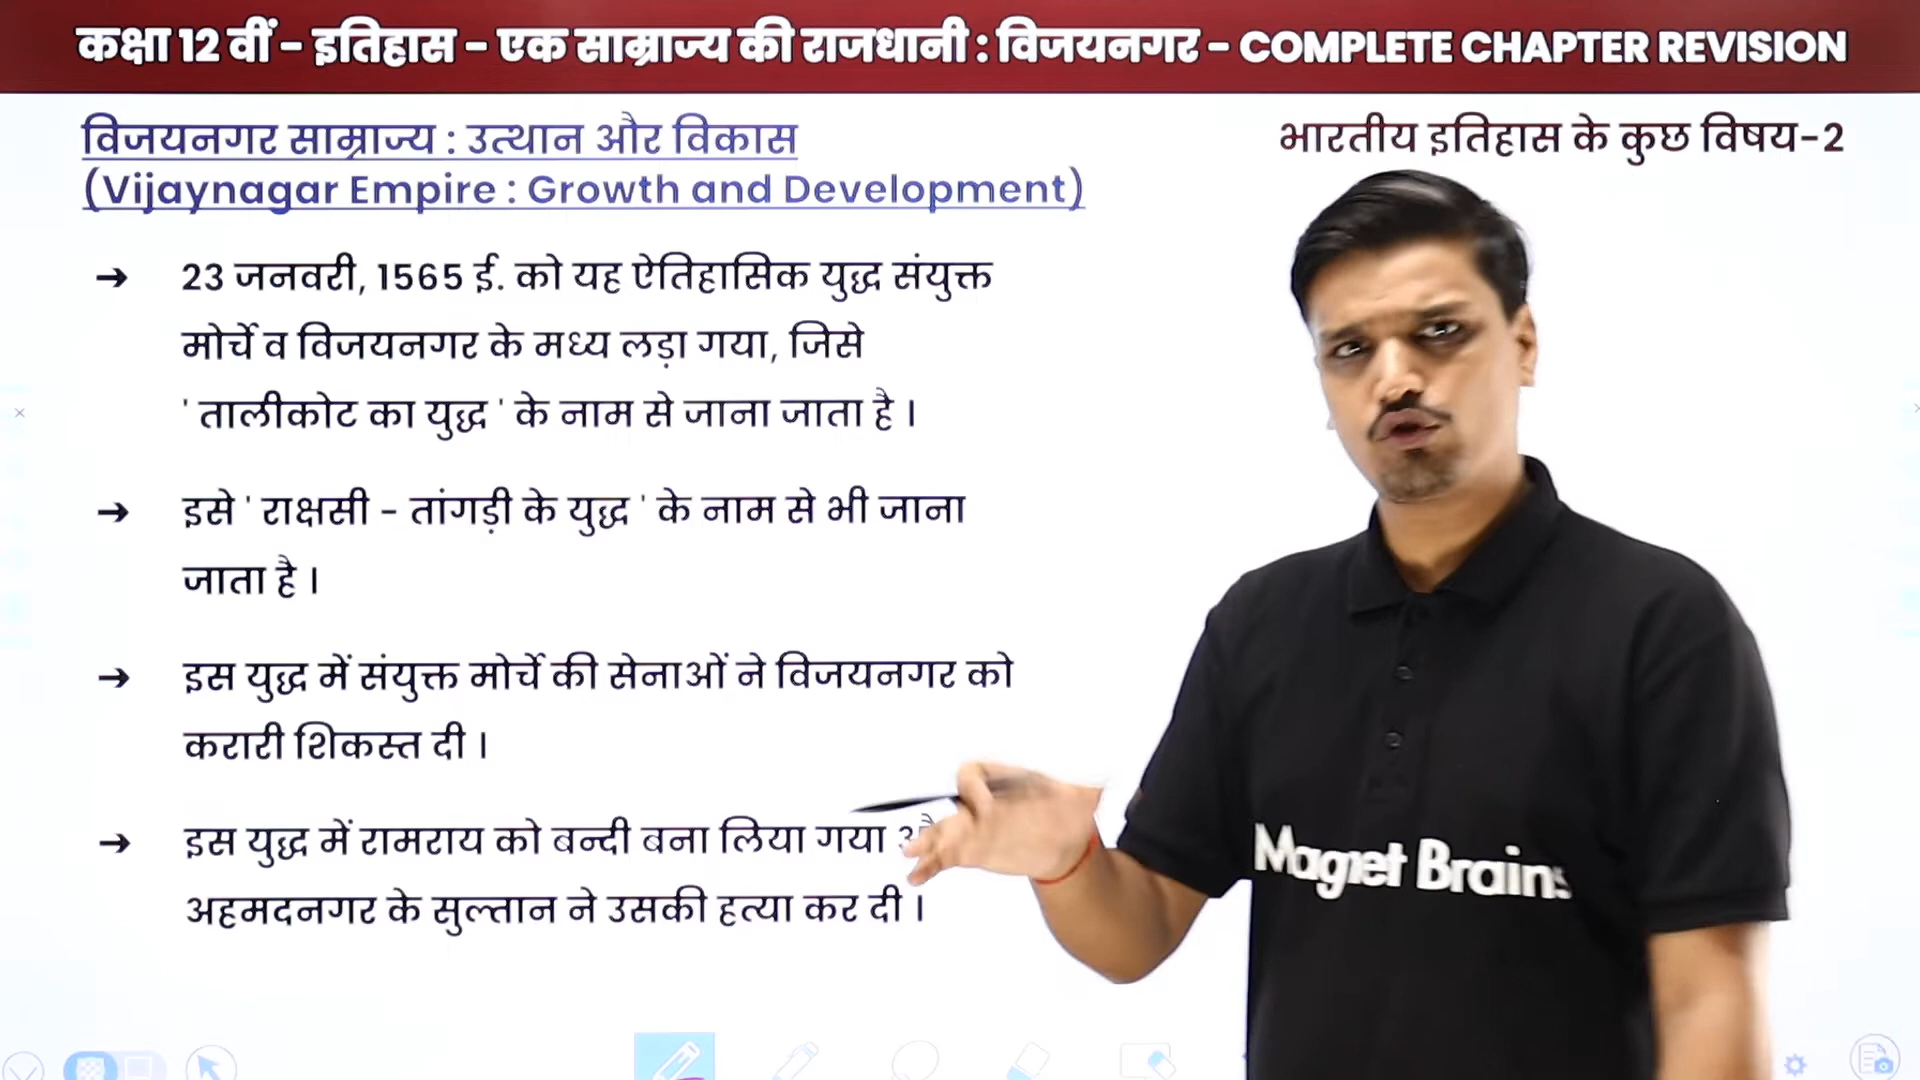 कक्षा 12 वीं - इतिहास - एक साम्राज्य की राजधानी : विजयनगर - COMPLETE CHAPTER REVISION
विजयनगर साम्राज्य : उत्थान और विकास
भारतीय इतिहास के कुछ विषय-2
(Vijaynagar Empire : Growth and Development)
➔ 23 जनवरी, 1565 ई. को यह ऐतिहासिक युद्ध संयुक्त
मोर्चे व विजयनगर के मध्य लड़ा गया, जिसे
' तालीकोट का युद्ध ' के नाम से जाना जाता है ।
➔ इसे ' राक्षसी - तांगड़ी के युद्ध ' के नाम से भी जाना
जाता है ।
➔ इस युद्ध में संयुक्त मोर्चे की सेनाओं ने विजयनगर को
करारी शिकस्त दी ।
➔ इस युद्ध में रामराय को बन्दी बना लिया गया
अहमदनगर के सुल्तान ने उसकी हत्या कर दी ।
Magnet Brains